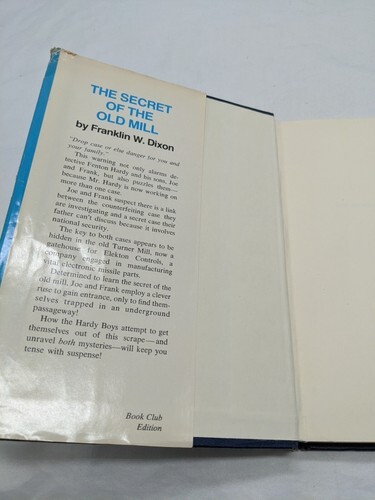 THE SECRET
OF THE
OLD MILL
by Franklin W. Dixon
"Drop case or else danger for you and
your family."
This warning not only alarms de-
tective Fenton Hardy and his sons, Joe
and Frank, but also puzzles them—
because Mr. Hardy is now working on
more than one case.
Joe and Frank suspect there is a link
between the counterfeiting case they
are investigating and a secret case their
father can't discuss because it involves
national security.
The key to both cases appears to be
hidden in the old Turner Mill, now a
gatehouse for Elekton Controls, a
company engaged in manufacturing
vital electronic missile parts.
Determined to learn the secret of the
old mill, Joe and Frank employ a clever
ruse to gain entrance, only to find them-
selves trapped in an underground
passageway!
How the Hardy Boys attempt to get
themselves out of this scrape—and
unravel both mysteries—will keep you
tense with suspense!
Book Club
Edition